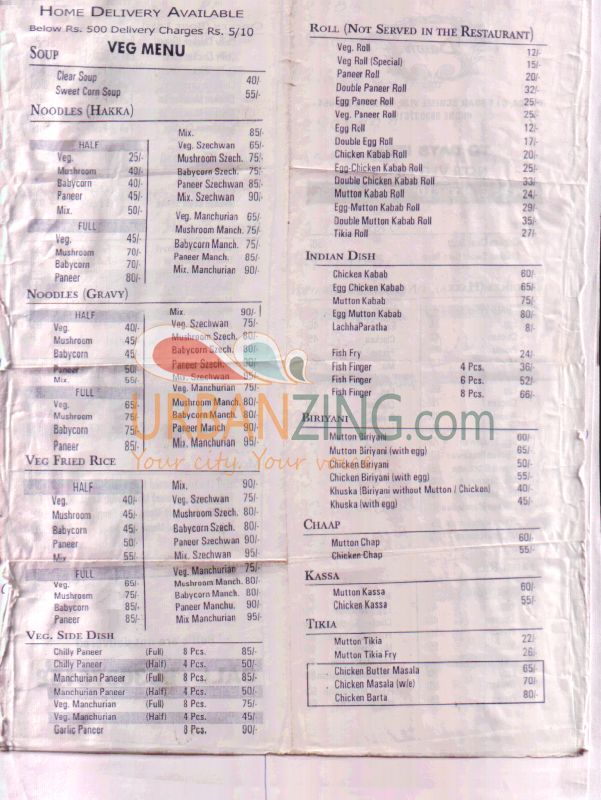 HOME DELIVERY AVAILABLE
Below Rs. 500 Delivery Charges Rs. 5/10
VEG MENU
SOUP
Clear Soup 40/-
Sweet Corn Soup 55/-
NOODLES (HAKKA)
HALF
Veg. 25/-
Mushroom 40/-
Babycorn 40/-
Paneer 45/-
Mix. 50/-
FULL
Veg. 45/-
Mushroom 70/-
Babycorn 70/-
Paneer 80/-
Mix. 85/-
Veg. Szechwan 65/-
Mushroom Szech. 75/-
Babycorn Szech. 75/-
Paneer Szechwan 85/-
Mix. Szechwan 90/-
Veg. Manchurian 65/-
Mushroom Manch. 75/-
Babycorn Manch. 75/-
Paneer Manch. 85/-
Mix. Manchurian 90/-
NOODLES (GRAVY)
HALF
Veg. 40/-
Mushroom 45/
Babycorn 45/
Paneer 50/
Mix. 55/-
FULL
Veg. 65/-
Mushroom 75/-
Babycorn 75/-
Paneer 85/-
Mix. 90/-
Veg. Szechwan 75/-
Mushroom Szech. 80/-
Babycorn Szech. 80/-
Paneer Szech. 90/-
Mix. Szechwan 95/-
Veg. Manchurian 75/-
Mushroom Manch. 80/-
Babycorn Manch. 80/-
Paneer Manch 90/-
Mix. Manchurian 95/-
VEG FRIED RICE
HALF
Veg. 40/-
Mushroom 45/-
Babycorn 45/-
Paneer 50/
Mix 55/-
FULL
Veg. 65/-
Mushroom 75/-
Babycorn 85/-
Paneer 85/-
Mix. 90/-
Veg. Szechwan 75/-
Mushroom Szech. 80/-
Babycorn Szech. 80/-
Paneer Szechwan 90/-
Mix. Szechwan 95/-
Veg. Manchurian 75/-
Mushroom Manch. 80/-
Babycorn Manch. 80/-
Paneer Manchu. 90/-
Mix. Manchurian 95/-
VEG. SIDE DISH
Chilly Paneer (Full) 8 Pcs. 85/-
Chilly Paneer (Half) 4 Pcs. 50/-
Manchurian Paneer (Full) 8 Pcs. 85/-
Manchurian Paneer (Half) 4 Pcs. 50/-
Veg. Manchurian (Full) 8 Pcs. 75/-
Veg. Manchurian (Half) 4 Pcs. 45/-
Garlic Paneer 8 Pcs. 90/-
ROLL (NOT SERVED IN THE RESTAURANT)
Veg. Roll 12/-
Veg Roll (Special) 15/-
Paneer Roll 20/-
Double Paneer Roll 32/-
Egg Paneer Roll 25/-
Veg. Paneer Roll 25/-
Egg Roll 12/-
Double Egg Roll 17/-
Chicken Kabab Roll 20/-
Egg-Chicken Kabab Roll 25/-
Double Chicken Kabab Roll 33/-
Mutton Kabab Roll 24/-
Egg-Mutton Kabab Roll 29/-
Double Mutton Kabab Roll 35/-
Tikia Roll 27/-
INDIAN DISH
Chicken Kabab 60/-
Egg Chicken Kabab 65/-
Mutton Kabab 75/-
Egg Mutton Kabab 80/-
LachhaParatha 8/-
Fish Fry 24/-
Fish Finger 4 Pcs. 36/-
Fish Finger 6 Pcs. 52/-
Fish Finger 8 Pcs. 66/-
BIRIYANI
Mutton Biriyani 60/-
Mutton Biriyani (with egg) 65/
Chicken Biriyani 50/-
Chicken Biriyani (with egg) 55/-
Khuska (Biriyani without Mutton / Chicken) 40/-
Khuska (with egg) 45/-
CHAAP
Mutton Chap 60/-
Chicken Chap 55/-
KASSA
Mutton Kassa 60/-
Chicken Kassa 55/-
TIKIA
Mutton Tikia 22/-
Mutton Tikia Fry 26/-
Chicken Butter Masala 65/-
Chicken Masala (w/e) 70/-
Chicken Barta 80/-
URBANZING.com
Your city. Your voice